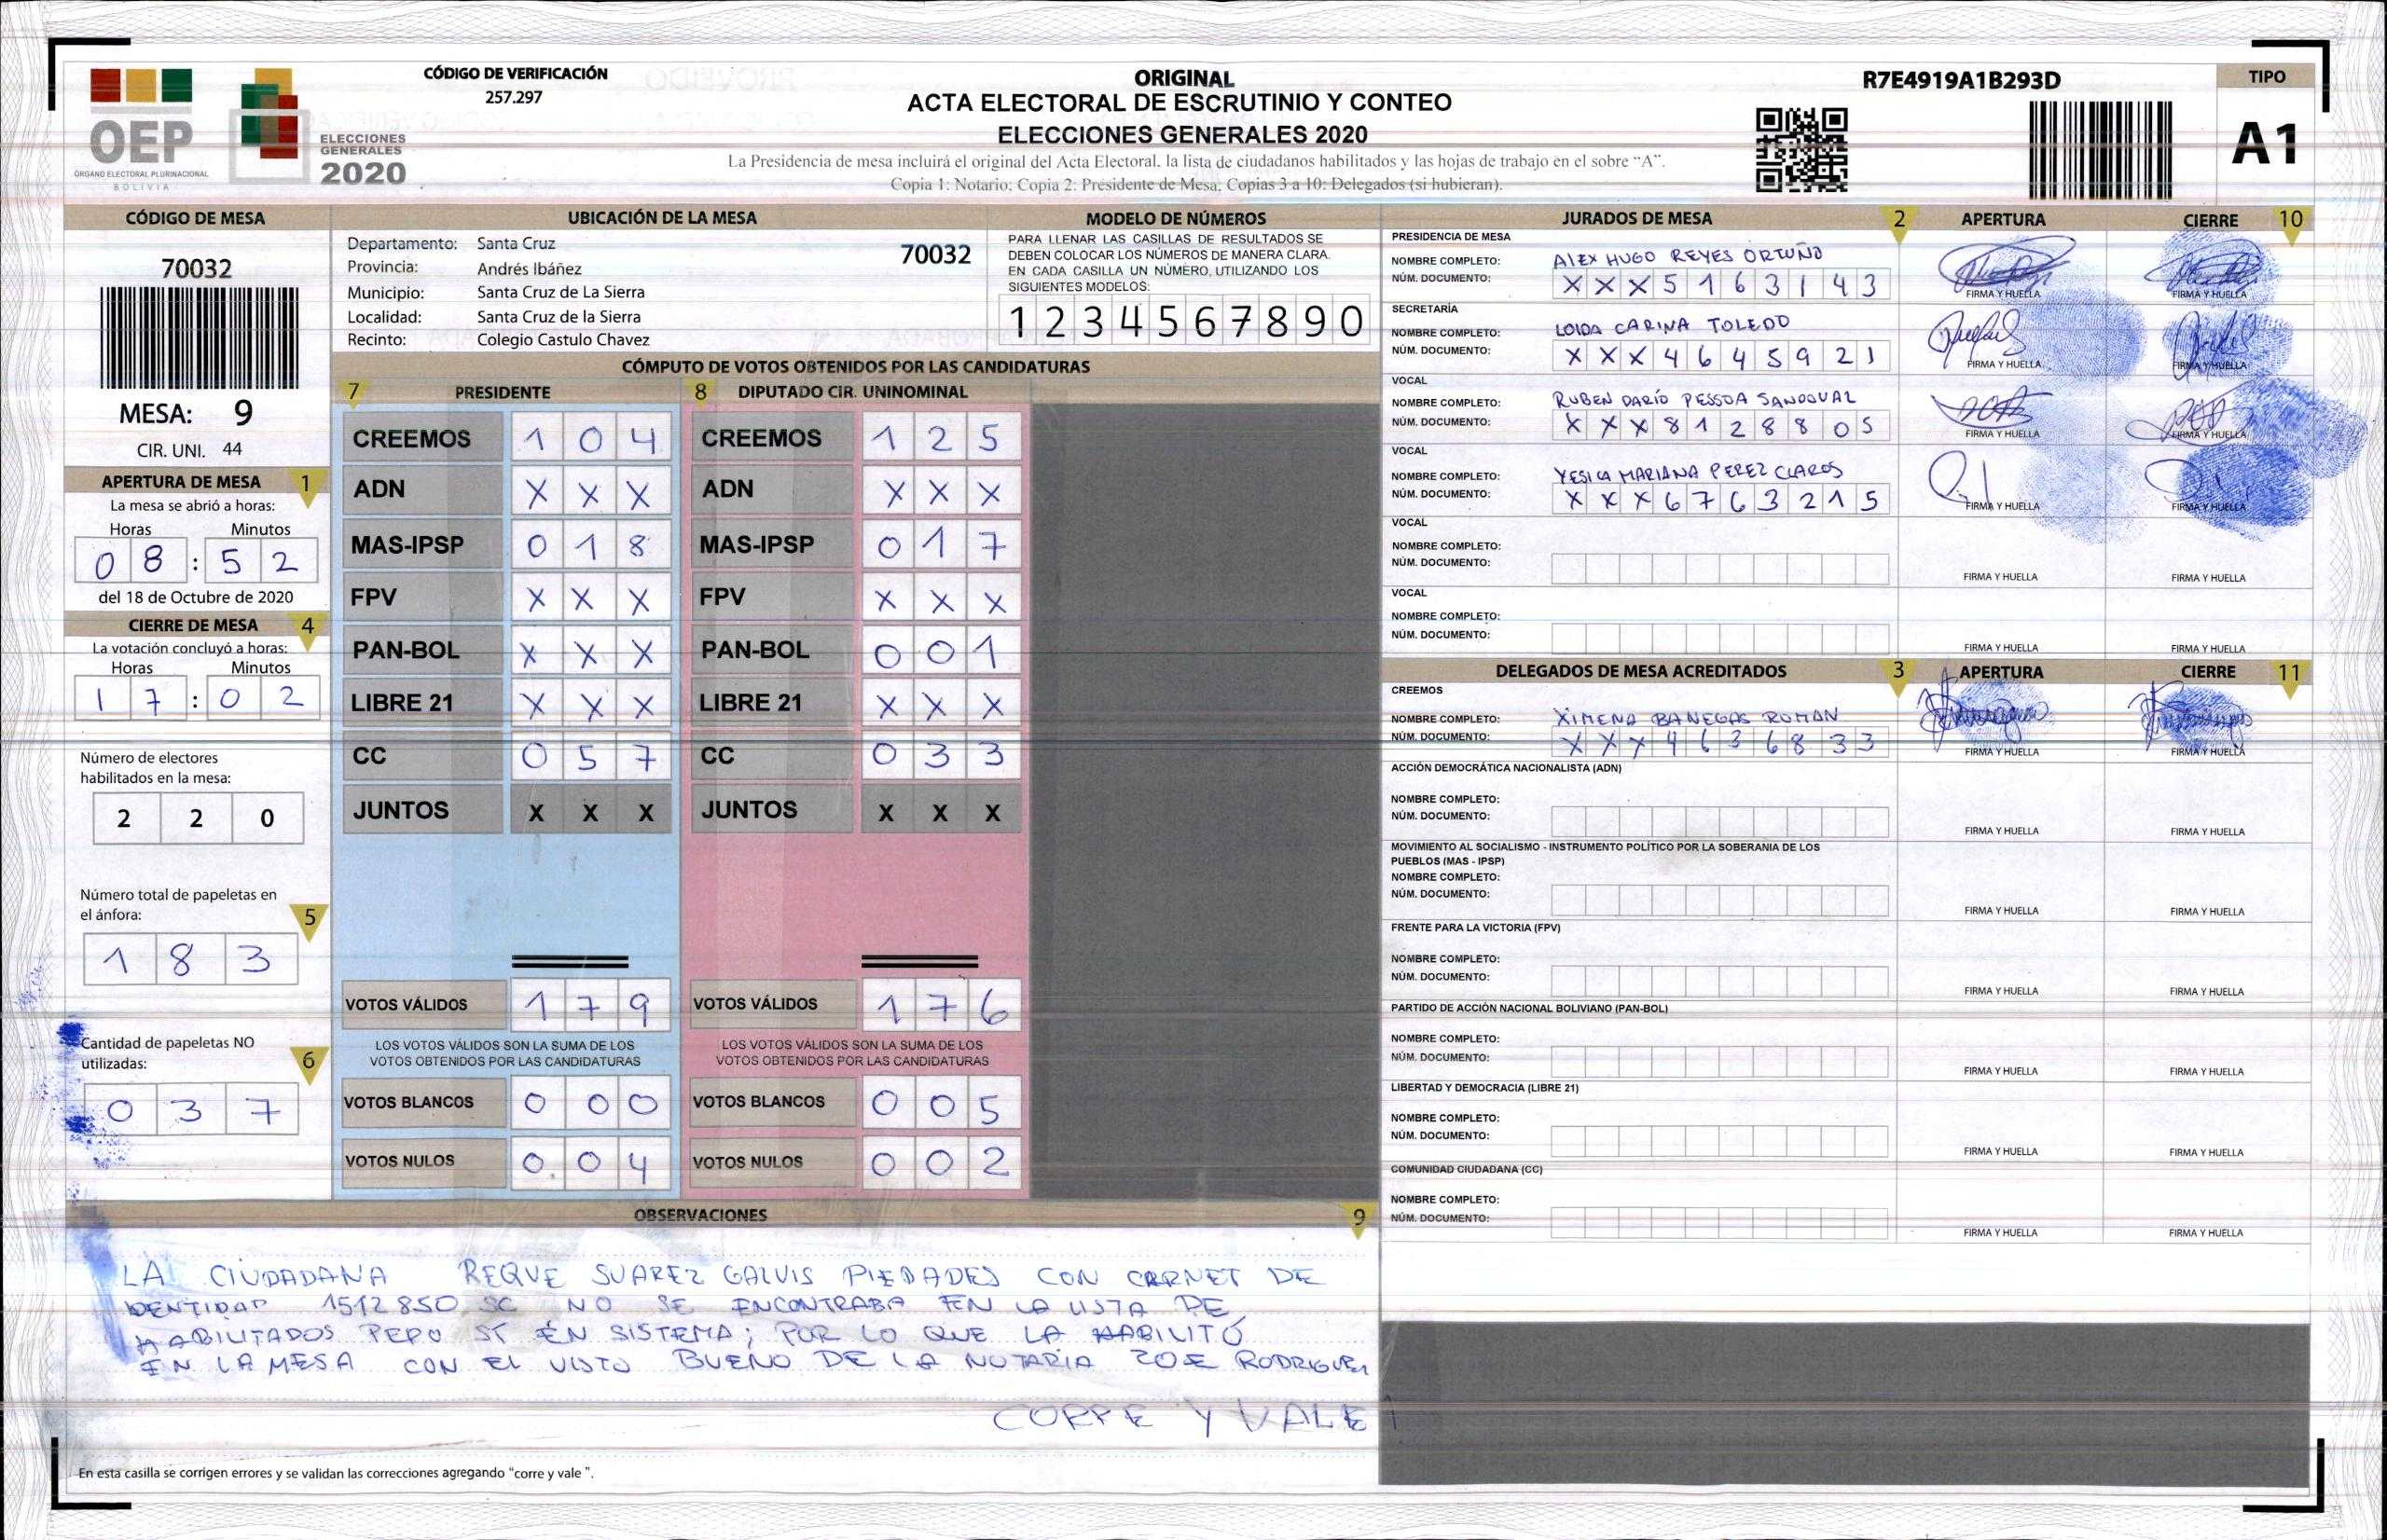 CÓDIGO DE VERIFICACIÓN
257.297
OEP
ÓRGANO ELECTORAL PLURINACIONAL
BOLIVIA
ELECCIONES
GENERALES
2020
ORIGINAL
ACTA ELECTORAL DE ESCRUTINIO Y CONTEO
ELECCIONES GENERALES 2020
La Presidencia de mesa incluirá el original del Acta Electoral, la lista de ciudadanos habilitados y las hojas de trabajo en el sobre “A”.
Copia 1: Notario; Copia 2: Presidente de Mesa; Copias 3 a 10: Delegados (si hubieran).
R7E4919A1B293D
TIPO
A1
CÓDIGO DE MESA
70032
MESA: 9
CIR. UNI. 44
APERTURA DE MESA 1
La mesa se abrió a horas:
Horas Minutos
0 8 : 5 2
del 18 de Octubre de 2020
CIERRE DE MESA 4
La votación concluyó a horas:
Horas Minutos
1 7 : 0 2
Número de electores
habilitados en la mesa:
2 2 0
Número total de papeletas en
el ánfora:
5
1 8 3
Cantidad de papeletas NO
utilizadas:
6
0 3 7
UBICACIÓN DE LA MESA
Departamento: Santa Cruz
70032
Provincia: Andrés Ibáñez
Municipio: Santa Cruz de La Sierra
Localidad: Santa Cruz de la Sierra
Recinto: Colegio Castulo Chavez
MODELO DE NÚMEROS
PARA LLENAR LAS CASILLAS DE RESULTADOS SE
DEBEN COLOCAR LOS NÚMEROS DE MANERA CLARA.
EN CADA CASILLA UN NÚMERO, UTILIZANDO LOS
SIGUIENTES MODELOS:
1 2 3 4 5 6 7 8 9 0
CÓMPUTO DE VOTOS OBTENIDOS POR LAS CANDIDATURAS
7 PRESIDENTE
CREEMOS 1 0 4
ADN X X X
MAS-IPSP 0 1 8
FPV X X X
PAN-BOL X X X
LIBRE 21 X X X
CC 0 5 7
JUNTOS X X X
VOTOS VÁLIDOS 1 7 9
LOS VOTOS VÁLIDOS SON LA SUMA DE LOS
VOTOS OBTENIDOS POR LAS CANDIDATURAS
VOTOS BLANCOS 0 0 0
VOTOS NULOS 0 0 4
8 DIPUTADO CIR. UNINOMINAL
CREEMOS 1 2 5
ADN X X X
MAS-IPSP 0 1 7
FPV X X X
PAN-BOL 0 0 1
LIBRE 21 X X X
CC 0 3 3
JUNTOS X X X
VOTOS VÁLIDOS 1 7 6
LOS VOTOS VÁLIDOS SON LA SUMA DE LOS
VOTOS OBTENIDOS POR LAS CANDIDATURAS
VOTOS BLANCOS 0 0 5
VOTOS NULOS 0 0 2
OBSERVACIONES 9
LA CIUDADANA REQUE SUAREZ GALVIS PIEDADES CON CARNET DE
IDENTIDAD 1512850 SC NO SE ENCONTRABA EN LA LISTA DE
HABILITADOS PERO SI EN SISTEMA; POR LO QUE LA HABILITÓ
EN LA MESA CON EL VISTO BUENO DE LA NOTARIA ZOE RODRIGUEZ
CORRE Y VALE
En esta casilla se corrigen errores y se validan las correcciones agregando “corre y vale ”.
JURADOS DE MESA 2 APERTURA CIERRE 10
PRESIDENCIA DE MESA
NOMBRE COMPLETO: ALEX HUGO REYES ORTUÑO
NÚM. DOCUMENTO: X X X 5 1 6 3 1 4 3
FIRMA Y HUELLA FIRMA Y HUELLA
SECRETARÍA
NOMBRE COMPLETO: LOIDA CARINA TOLEDO
NÚM. DOCUMENTO: X X X 4 6 4 5 9 2 1
FIRMA Y HUELLA FIRMA Y HUELLA
VOCAL
NOMBRE COMPLETO: RUBEN DARÍO PESSOA SANDOVAL
NÚM. DOCUMENTO: X X X 8 1 2 8 8 0 5
FIRMA Y HUELLA FIRMA Y HUELLA
VOCAL
NOMBRE COMPLETO: YESICA MARIANA PEREZ CLAROS
NÚM. DOCUMENTO: X X X 6 7 6 3 2 1 5
FIRMA Y HUELLA FIRMA Y HUELLA
VOCAL
NOMBRE COMPLETO:
NÚM. DOCUMENTO:
FIRMA Y HUELLA FIRMA Y HUELLA
VOCAL
NOMBRE COMPLETO:
NÚM. DOCUMENTO:
FIRMA Y HUELLA FIRMA Y HUELLA
DELEGADOS DE MESA ACREDITADOS 3 APERTURA CIERRE 11
CREEMOS
NOMBRE COMPLETO: XIMENA BANEGAS ROMAN
NÚM. DOCUMENTO: X X X 4 6 3 6 8 3 3
FIRMA Y HUELLA FIRMA Y HUELLA
ACCIÓN DEMOCRÁTICA NACIONALISTA (ADN)
NOMBRE COMPLETO:
NÚM. DOCUMENTO:
FIRMA Y HUELLA FIRMA Y HUELLA
MOVIMIENTO AL SOCIALISMO - INSTRUMENTO POLÍTICO POR LA SOBERANIA DE LOS
PUEBLOS (MAS - IPSP)
NOMBRE COMPLETO:
NÚM. DOCUMENTO:
FIRMA Y HUELLA FIRMA Y HUELLA
FRENTE PARA LA VICTORIA (FPV)
NOMBRE COMPLETO:
NÚM. DOCUMENTO:
FIRMA Y HUELLA FIRMA Y HUELLA
PARTIDO DE ACCIÓN NACIONAL BOLIVIANO (PAN-BOL)
NOMBRE COMPLETO:
NÚM. DOCUMENTO:
FIRMA Y HUELLA FIRMA Y HUELLA
LIBERTAD Y DEMOCRACIA (LIBRE 21)
NOMBRE COMPLETO:
NÚM. DOCUMENTO:
FIRMA Y HUELLA FIRMA Y HUELLA
COMUNIDAD CIUDADANA (CC)
NOMBRE COMPLETO:
NÚM. DOCUMENTO:
FIRMA Y HUELLA FIRMA Y HUELLA